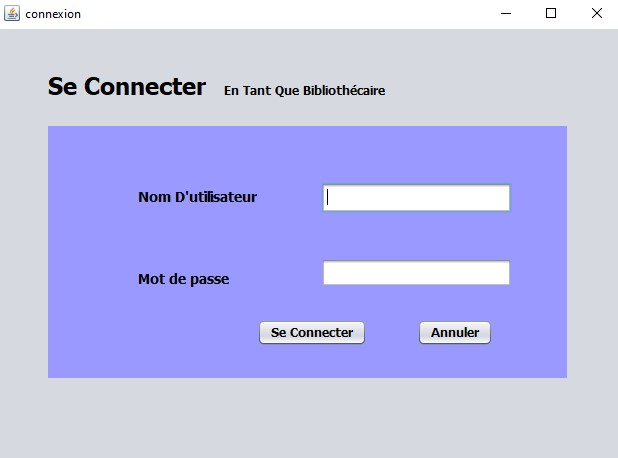 connexion
Se Connecter En Tant Que Bibliothécaire
Nom D'utilisateur
Mot de passe
Se Connecter Annuler